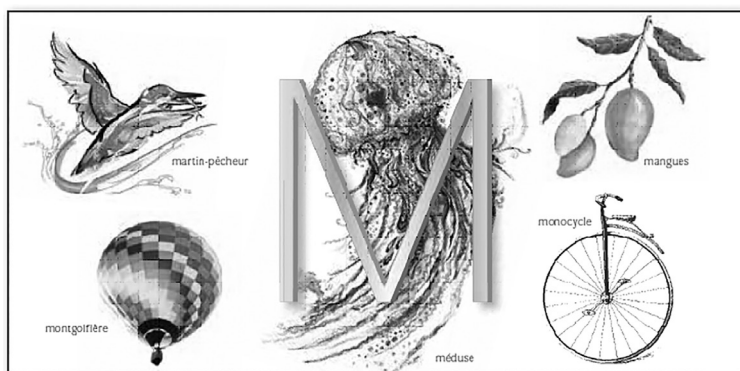 M
martin-pêcheur
mangues
monocycle
montgolfière
méduse